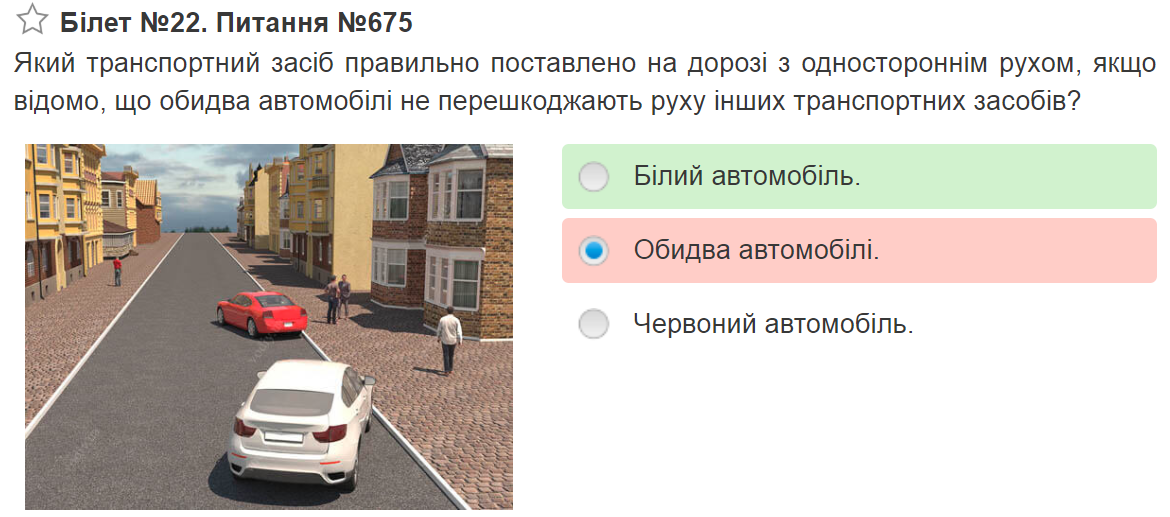 Білет №22. Питання №675
Який транспортний засіб правильно поставлено на дорозі з одностороннім рухом, якщо
відомо, що обидва автомобілі не перешкоджають руху інших транспортних засобів?
Білий автомобіль.
Обидва автомобілі.
Червоний автомобіль.